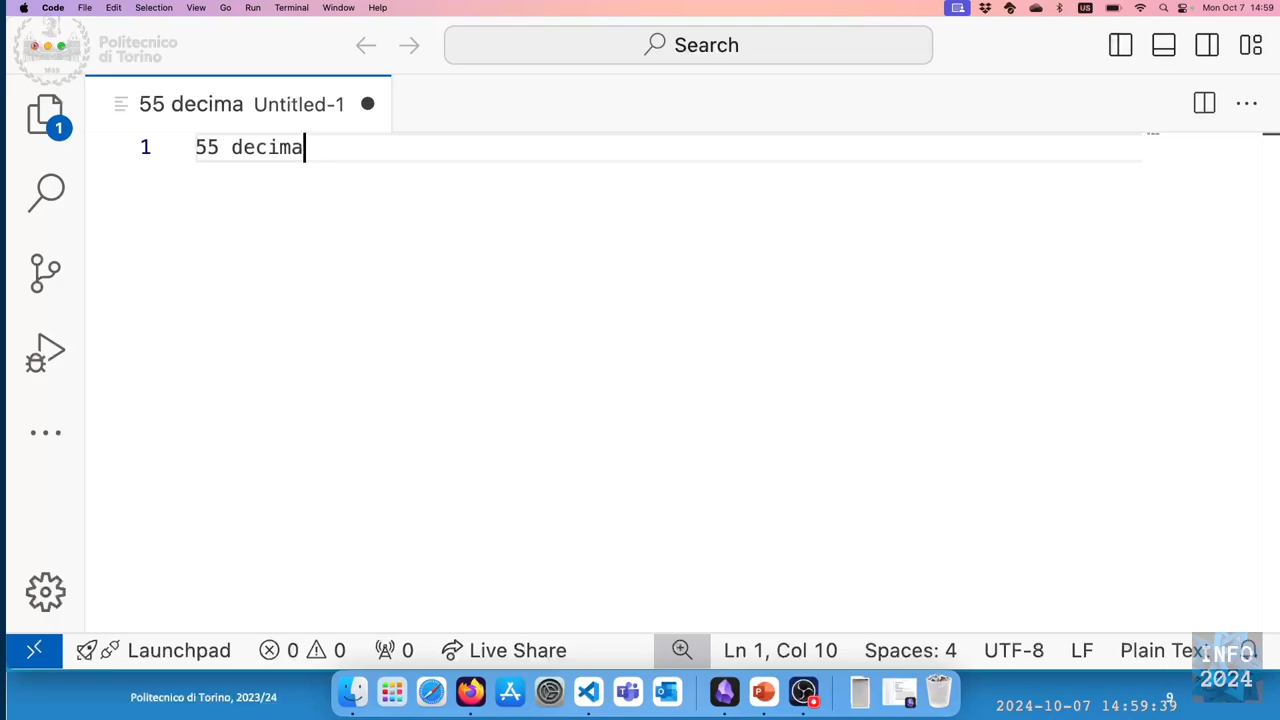 Code File Edit Selection View Go Run Terminal Window Help US Mon Oct 7 14:59
Politecnico
di Torino
Search
55 decima Untitled-1
1
1 55 decima
Launchpad 0 0 0 Live Share Ln 1, Col 10 Spaces: 4 UTF-8 LF Plain Tex
INFO
2024
Politecnico di Torino, 2023/24
9
2024-10-07 14:59:39